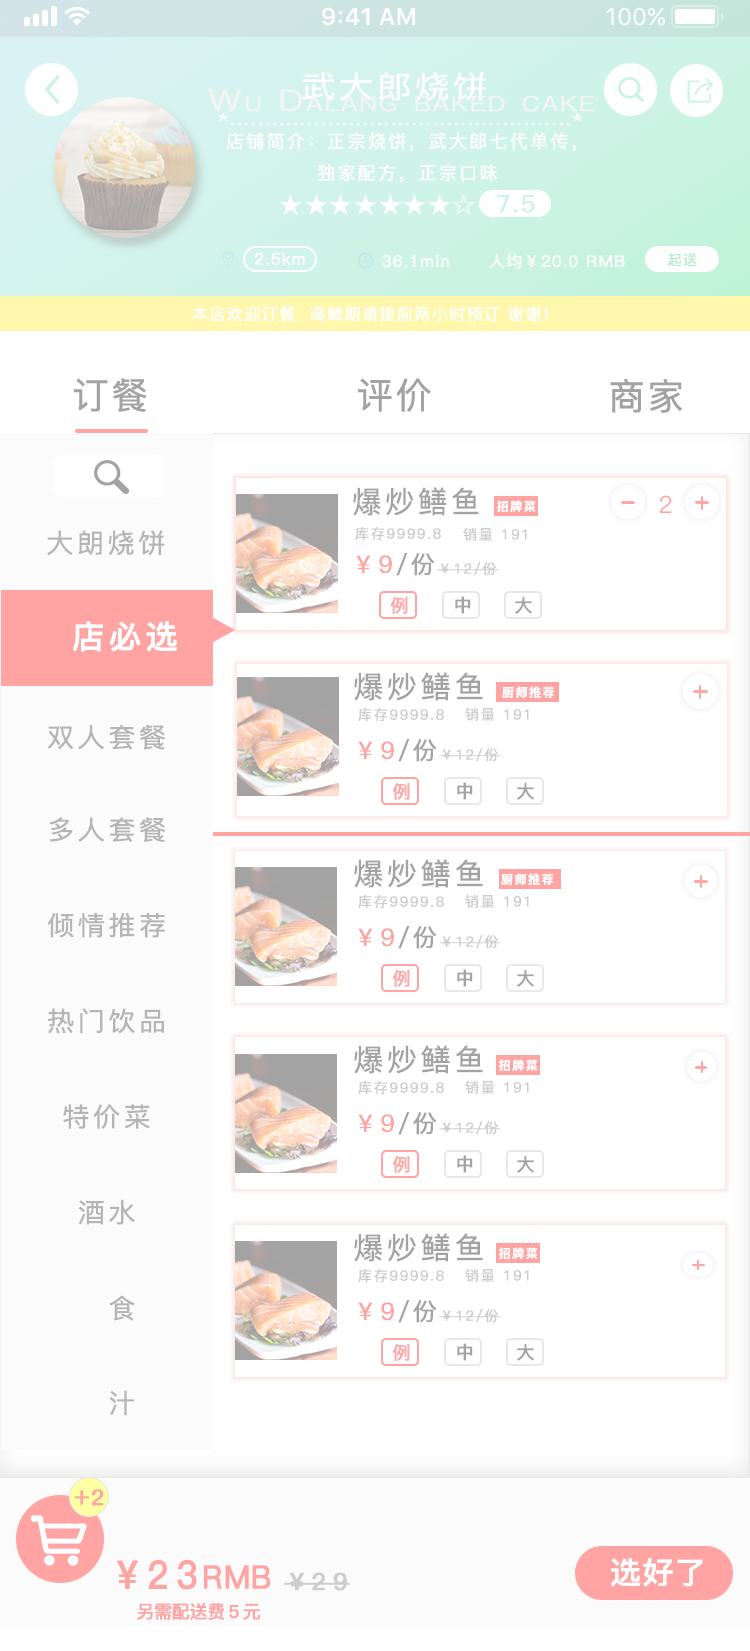 9:41 AM
100%
武大郎烧饼
Wu Dalang baked cake
店铺简介：正宗烧饼，武大郎七代单传，
独家配方，正宗口味
★★★★★★★☆ 7.5
2.5km 36.1min 人均￥20.0 RMB 起送
本店欢迎订餐 高峰期请提前两小时预订 谢谢！
订餐 评价 商家
大朗烧饼
店必选
双人套餐
多人套餐
倾情推荐
热门饮品
特价菜
酒水
食
汁
爆炒鳝鱼 招牌菜 − 2 +
库存9999.8 销量 191
￥9/份 ￥12/份
例 中 大
爆炒鳝鱼 厨师推荐 +
库存9999.8 销量 191
￥9/份 ￥12/份
例 中 大
爆炒鳝鱼 厨师推荐 +
库存9999.8 销量 191
￥9/份 ￥12/份
例 中 大
爆炒鳝鱼 招牌菜 +
库存9999.8 销量 191
￥9/份 ￥12/份
例 中 大
爆炒鳝鱼 招牌菜 +
库存9999.8 销量 191
￥9/份 ￥12/份
例 中 大
+2
￥23RMB ￥29
另需配送费5元
选好了